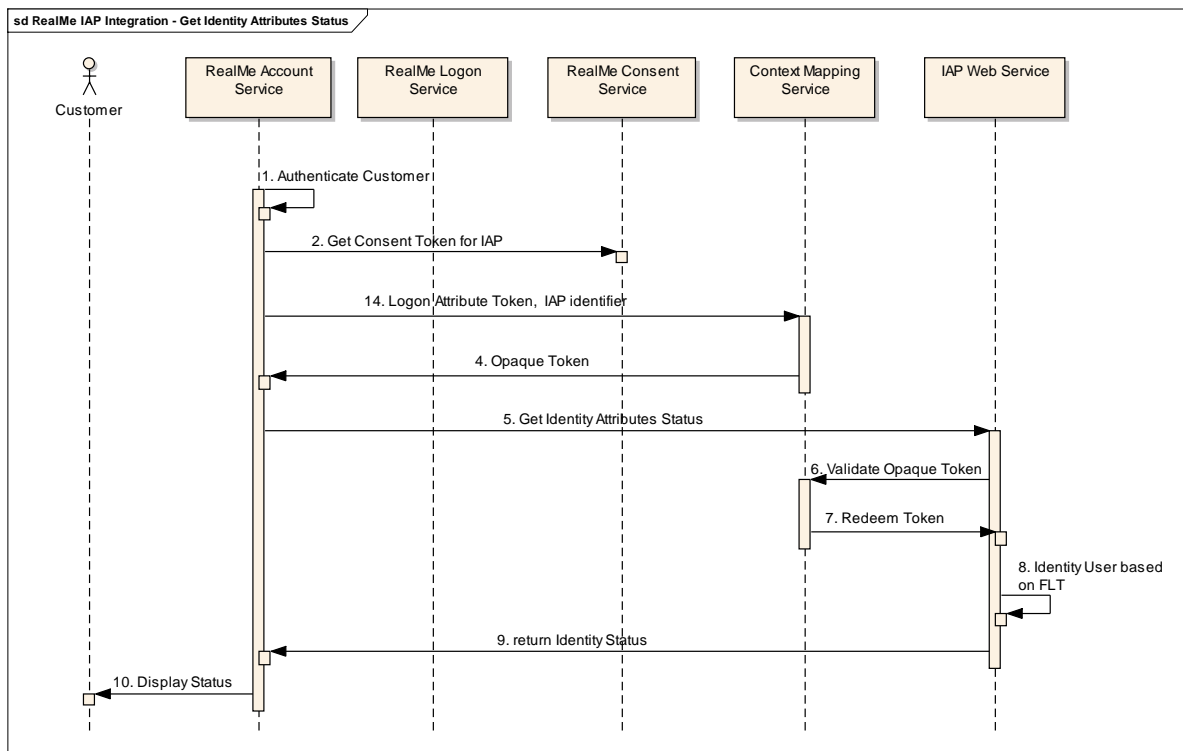 sd RealMe IAP Integration - Get Identity Attributes Status
Customer
RealMe Account
Service
RealMe Logon
Service
RealMe Consent
Service
Context Mapping
Service
IAP Web Service
1. Authenticate Customer
2. Get Consent Token for IAP
14. Logon Attribute Token, IAP identifier
4. Opaque Token
5. Get Identity Attributes Status
6. Validate Opaque Token
7. Redeem Token
8. Identity User based
on FLT
9. return Identity Status
10. Display Status